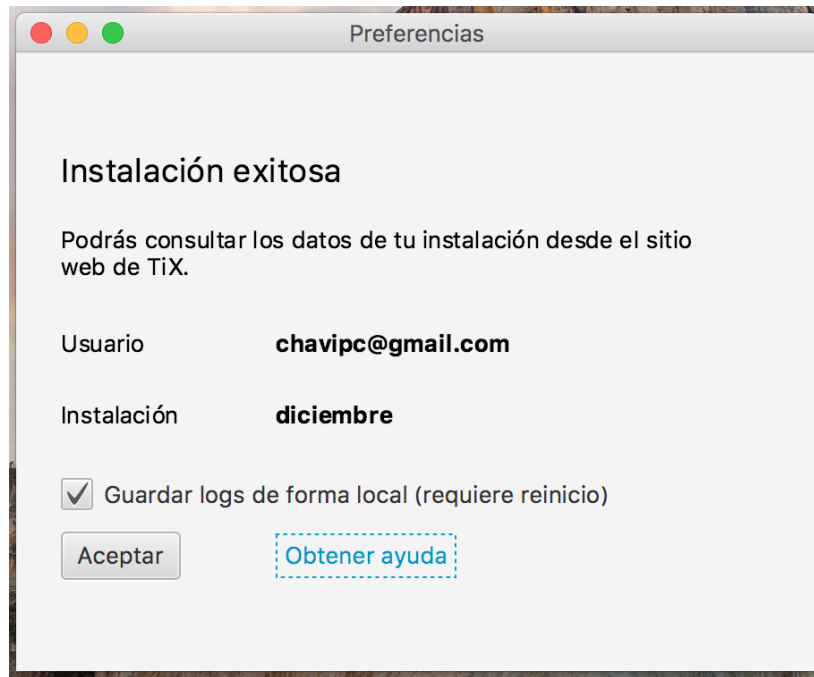 Preferencias
Instalación exitosa
Podrás consultar los datos de tu instalación desde el sitio
web de TiX.
Usuario chavipc@gmail.com
Instalación diciembre
Guardar logs de forma local (requiere reinicio)
Aceptar Obtener ayuda